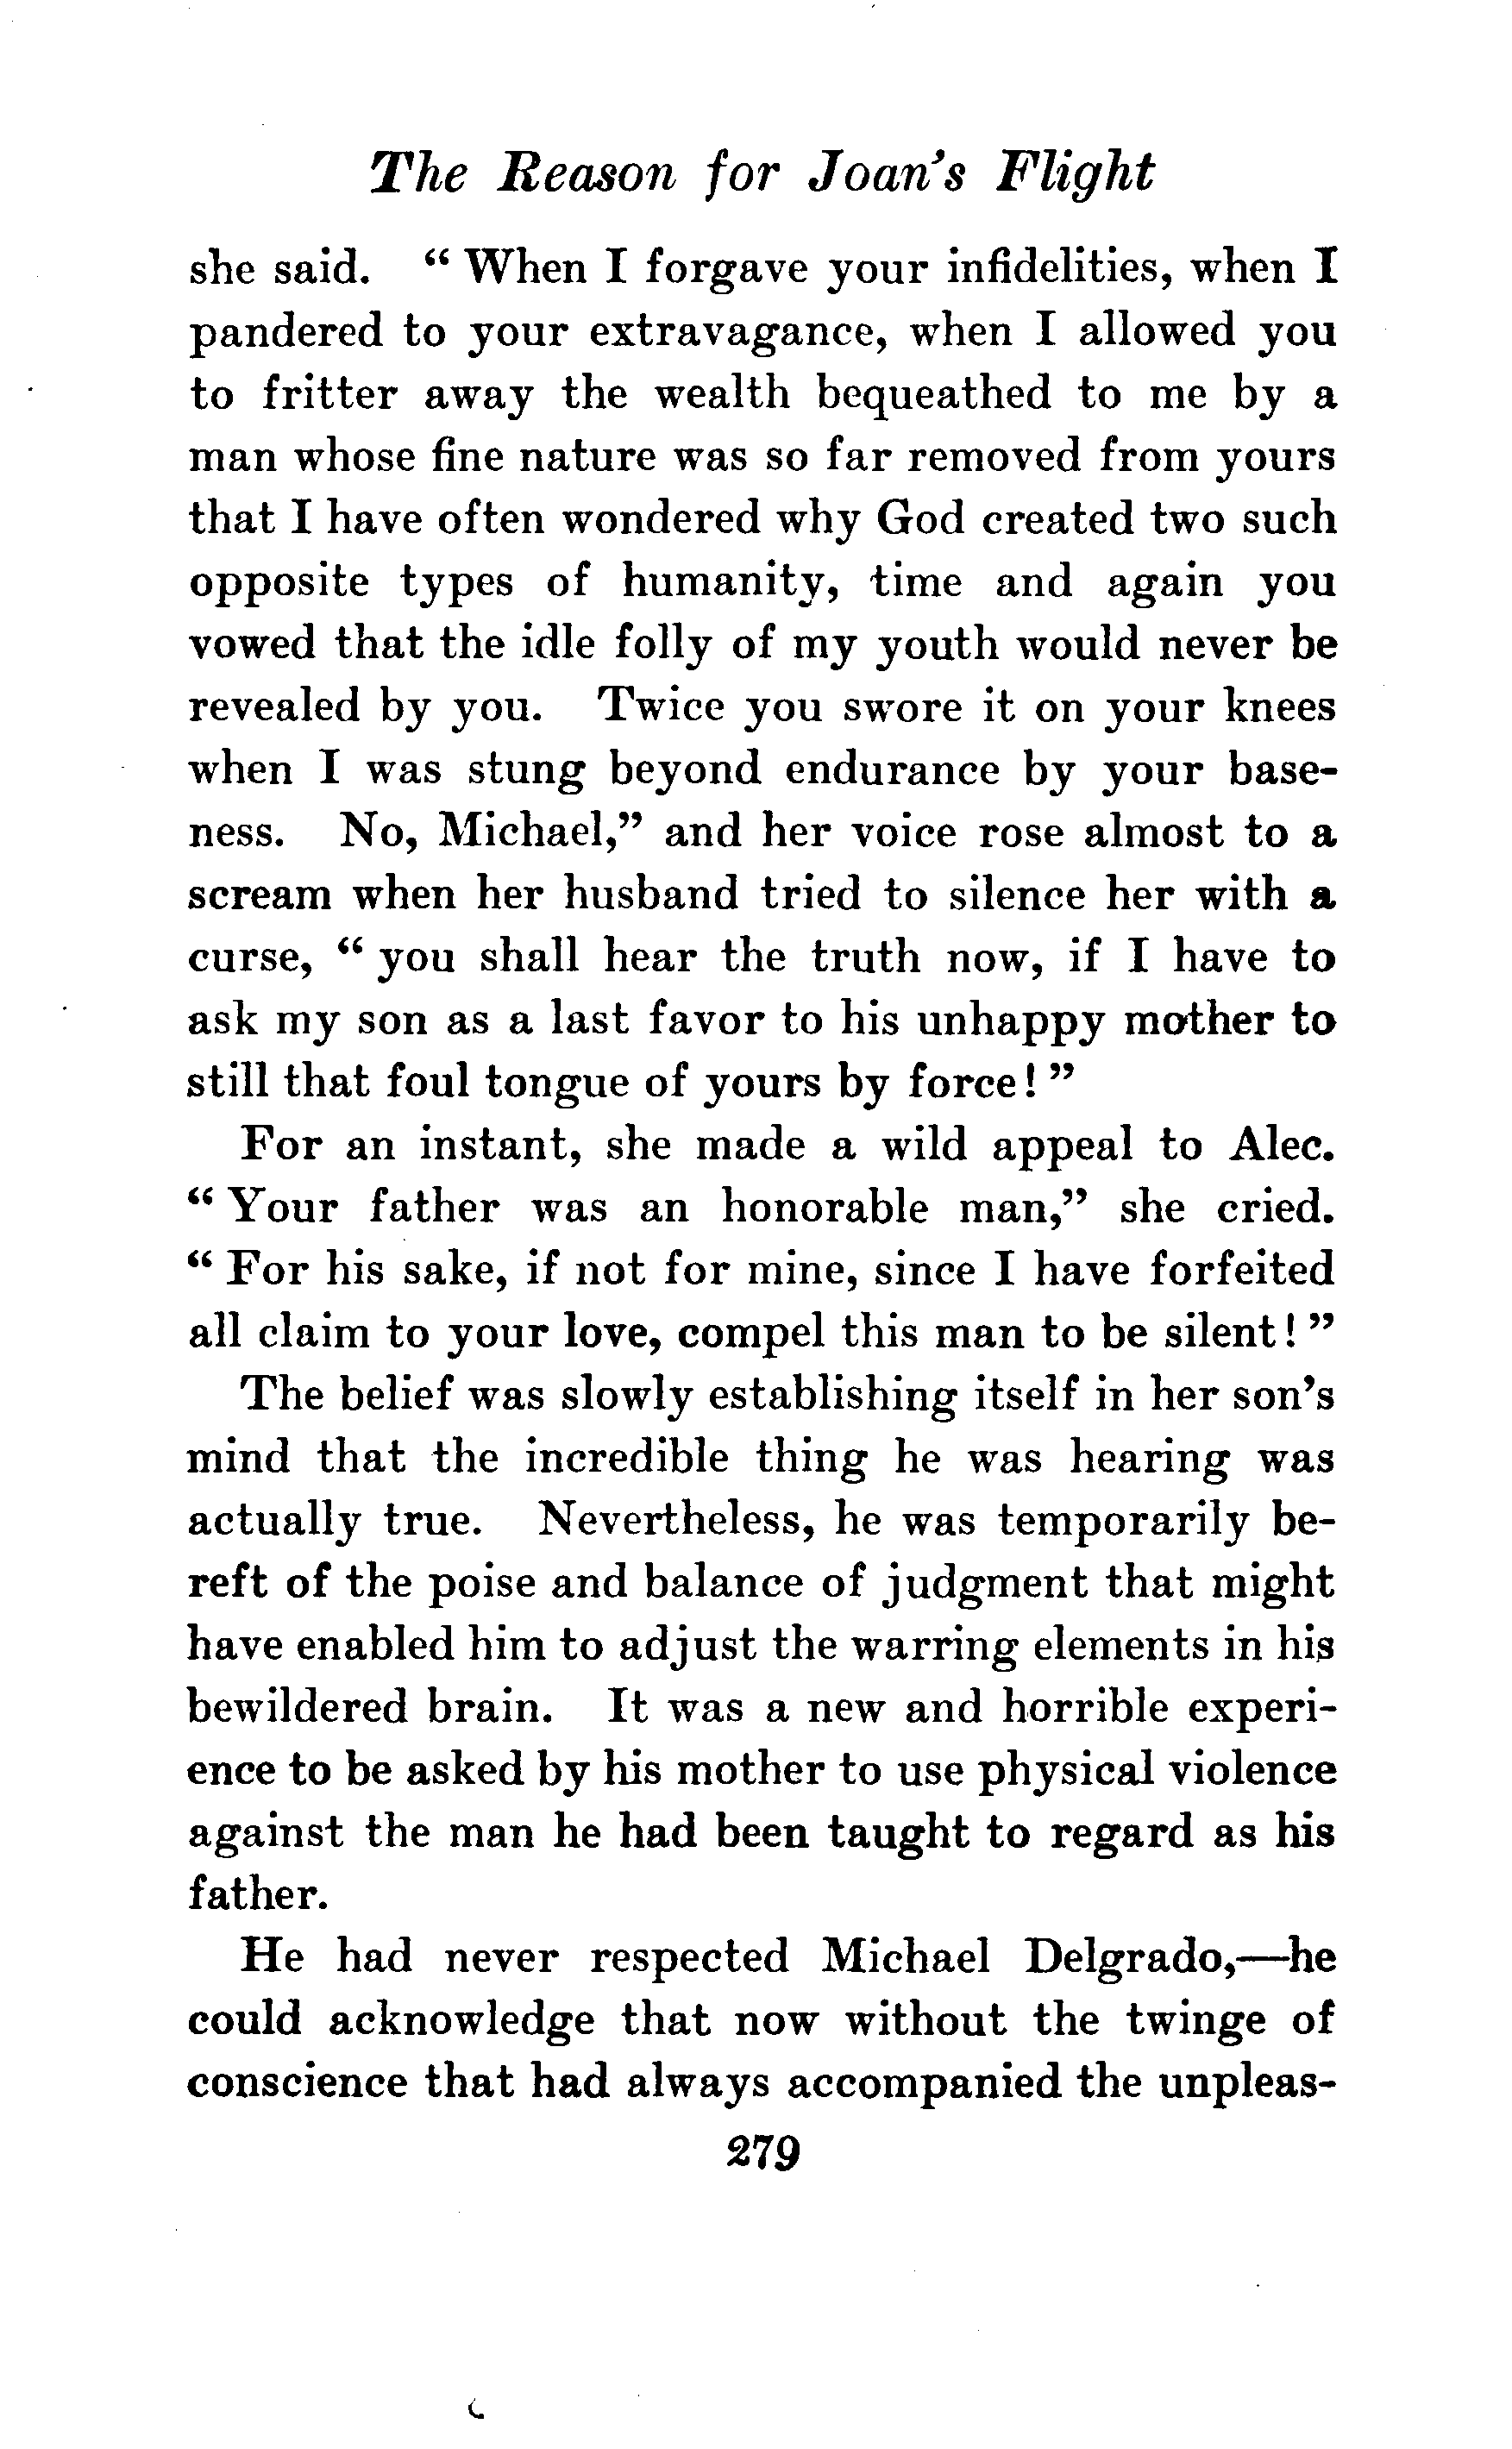 The Reason for Joan's Flight
she said. " When I forgave your infidelities, when I
pandered to your extravagance, when I allowed you
to fritter away the wealth bequeathed to me by a
man whose fine nature was so far removed from yours
that I have often wondered why God created two such
opposite types of humanity, time and again you
vowed that the idle folly of my youth would never be
revealed by you. Twice you swore it on your knees
when I was stung beyond endurance by your base-
ness. No, Michael," and her voice rose almost to a
scream when her husband tried to silence her with a
curse, " you shall hear the truth now, if I have to
ask my son as a last favor to his unhappy mother to
still that foul tongue of yours by force! "
For an instant, she made a wild appeal to Alec.
" Your father was an honorable man," she cried.
" For his sake, if not for mine, since I have forfeited
all claim to your love, compel this man to be silent! "
The belief was slowly establishing itself in her son's
mind that the incredible thing he was hearing was
actually true. Nevertheless, he was temporarily be-
reft of the poise and balance of judgment that might
have enabled him to adjust the warring elements in his
bewildered brain. It was a new and horrible experi-
ence to be asked by his mother to use physical violence
against the man he had been taught to regard as his
father.
He had never respected Michael Delgrado,—he
could acknowledge that now without the twinge of
conscience that had always accompanied the unpleas-
279